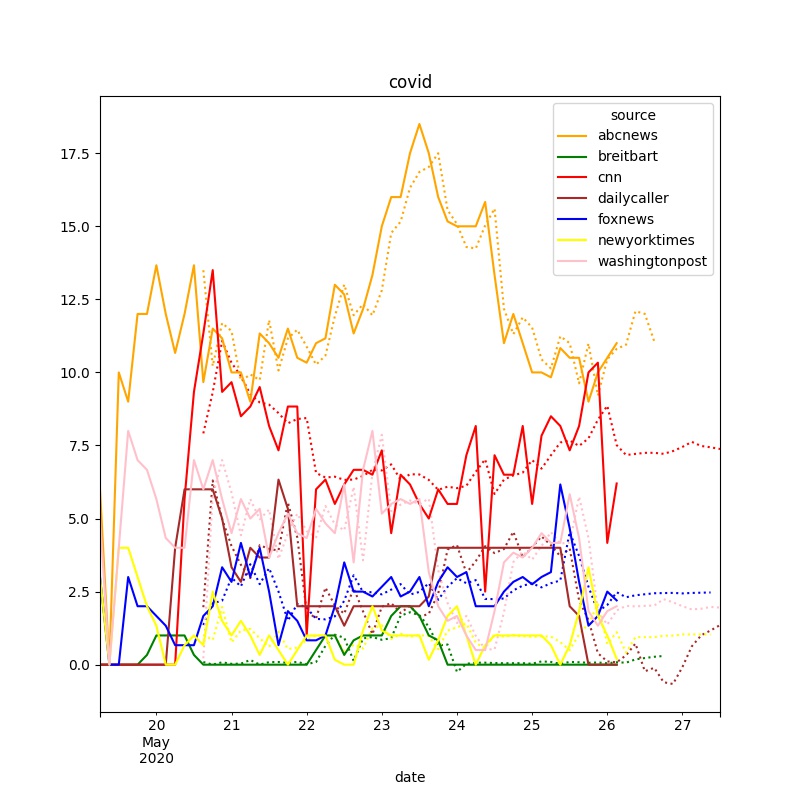 covid
source
abcnews
breitbart
cnn
dailycaller
foxnews
newyorktimes
washingtonpost
17.5
15.0
12.5
10.0
7.5
5.0
2.5
0.0
20 21 22 23 24 25 26 27
May
2020
date